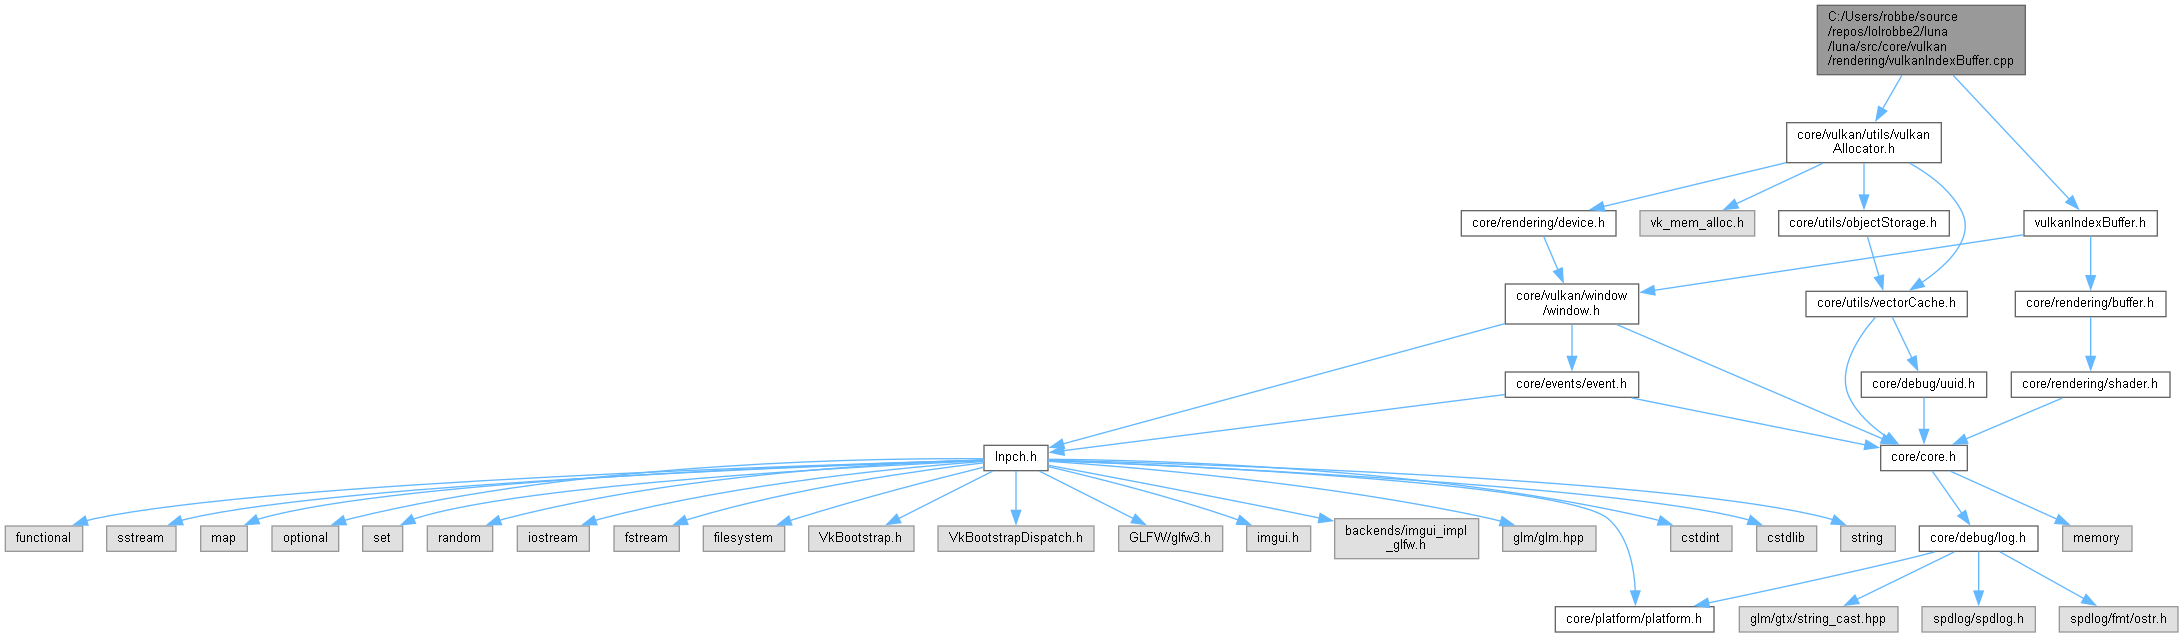 C:/Users/robbe/source
/repos/lolrobbe2/luna
/luna/src/core/vulkan
/rendering/vulkanIndexBuffer.cpp
core/vulkan/utils/vulkan
Allocator.h
core/rendering/device.h
vk_mem_alloc.h
core/utils/objectStorage.h
vulkanIndexBuffer.h
core/vulkan/window
/window.h
core/utils/vectorCache.h
core/rendering/buffer.h
core/events/event.h
core/debug/uuid.h
core/rendering/shader.h
lnpch.h
core/core.h
functional
sstream
map
optional
set
random
iostream
fstream
filesystem
VkBootstrap.h
VkBootstrapDispatch.h
GLFW/glfw3.h
imgui.h
backends/imgui_impl
_glfw.h
glm/glm.hpp
cstdint
cstdlib
string
core/debug/log.h
memory
core/platform/platform.h
glm/gtx/string_cast.hpp
spdlog/spdlog.h
spdlog/fmt/ostr.h